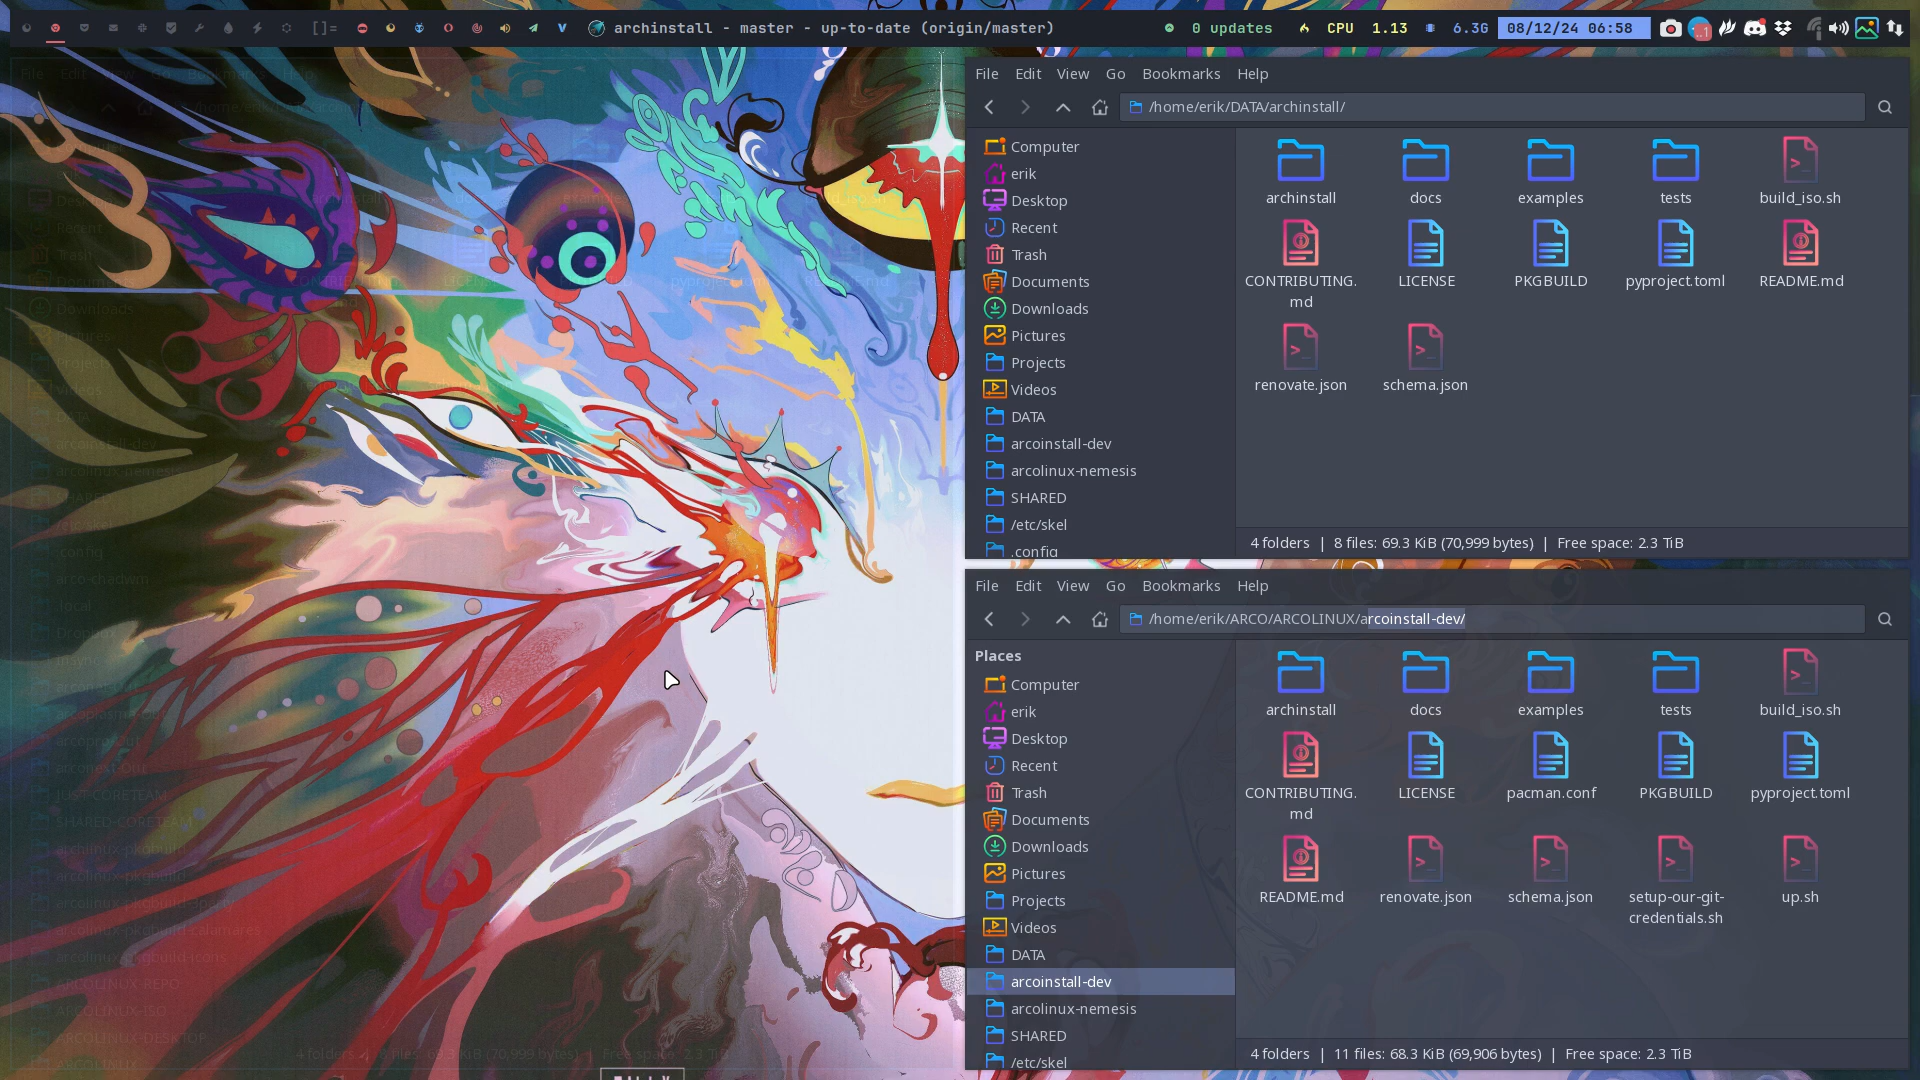 []= archinstall - master - up-to-date (origin/master) 0 updates CPU 1.13 6.3G 08/12/24 06:58
File Edit View Go Bookmarks Help
/home/erik/DATA/archinstall/
Computer
erik
Desktop
Recent
Trash
Documents
Downloads
Pictures
Projects
Videos
DATA
arcoinstall-dev
arcolinux-nemesis
SHARED
/etc/skel
.config
archinstall docs examples tests build_iso.sh
CONTRIBUTING.
md
LICENSE PKGBUILD pyproject.toml README.md
renovate.json schema.json
4 folders | 8 files: 69.3 KiB (70,999 bytes) | Free space: 2.3 TiB
File Edit View Go Bookmarks Help
/home/erik/ARCO/ARCOLINUX/arcoinstall-dev/
Places
Computer
erik
Desktop
Recent
Trash
Documents
Downloads
Pictures
Projects
Videos
DATA
arcoinstall-dev
arcolinux-nemesis
SHARED
/etc/skel
archinstall docs examples tests build_iso.sh
CONTRIBUTING.
md
LICENSE pacman.conf PKGBUILD pyproject.toml
README.md renovate.json schema.json setup-our-git-
credentials.sh
up.sh
4 folders | 11 files: 68.3 KiB (69,906 bytes) | Free space: 2.3 TiB